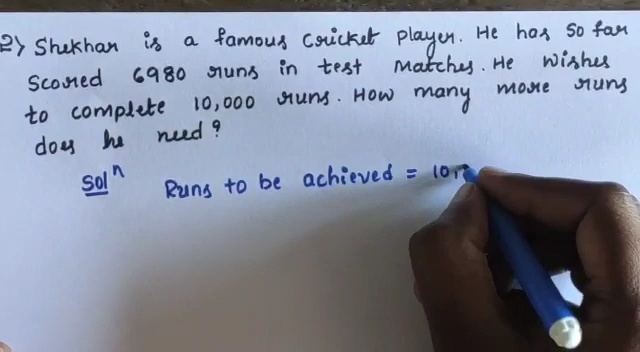 2) Shekhar is a famous cricket player. He has so far
scored 6980 runs in test matches. He wishes
to complete 10,000 runs. How many more runs
does he need?
Solⁿ Runs to be achieved = 10,